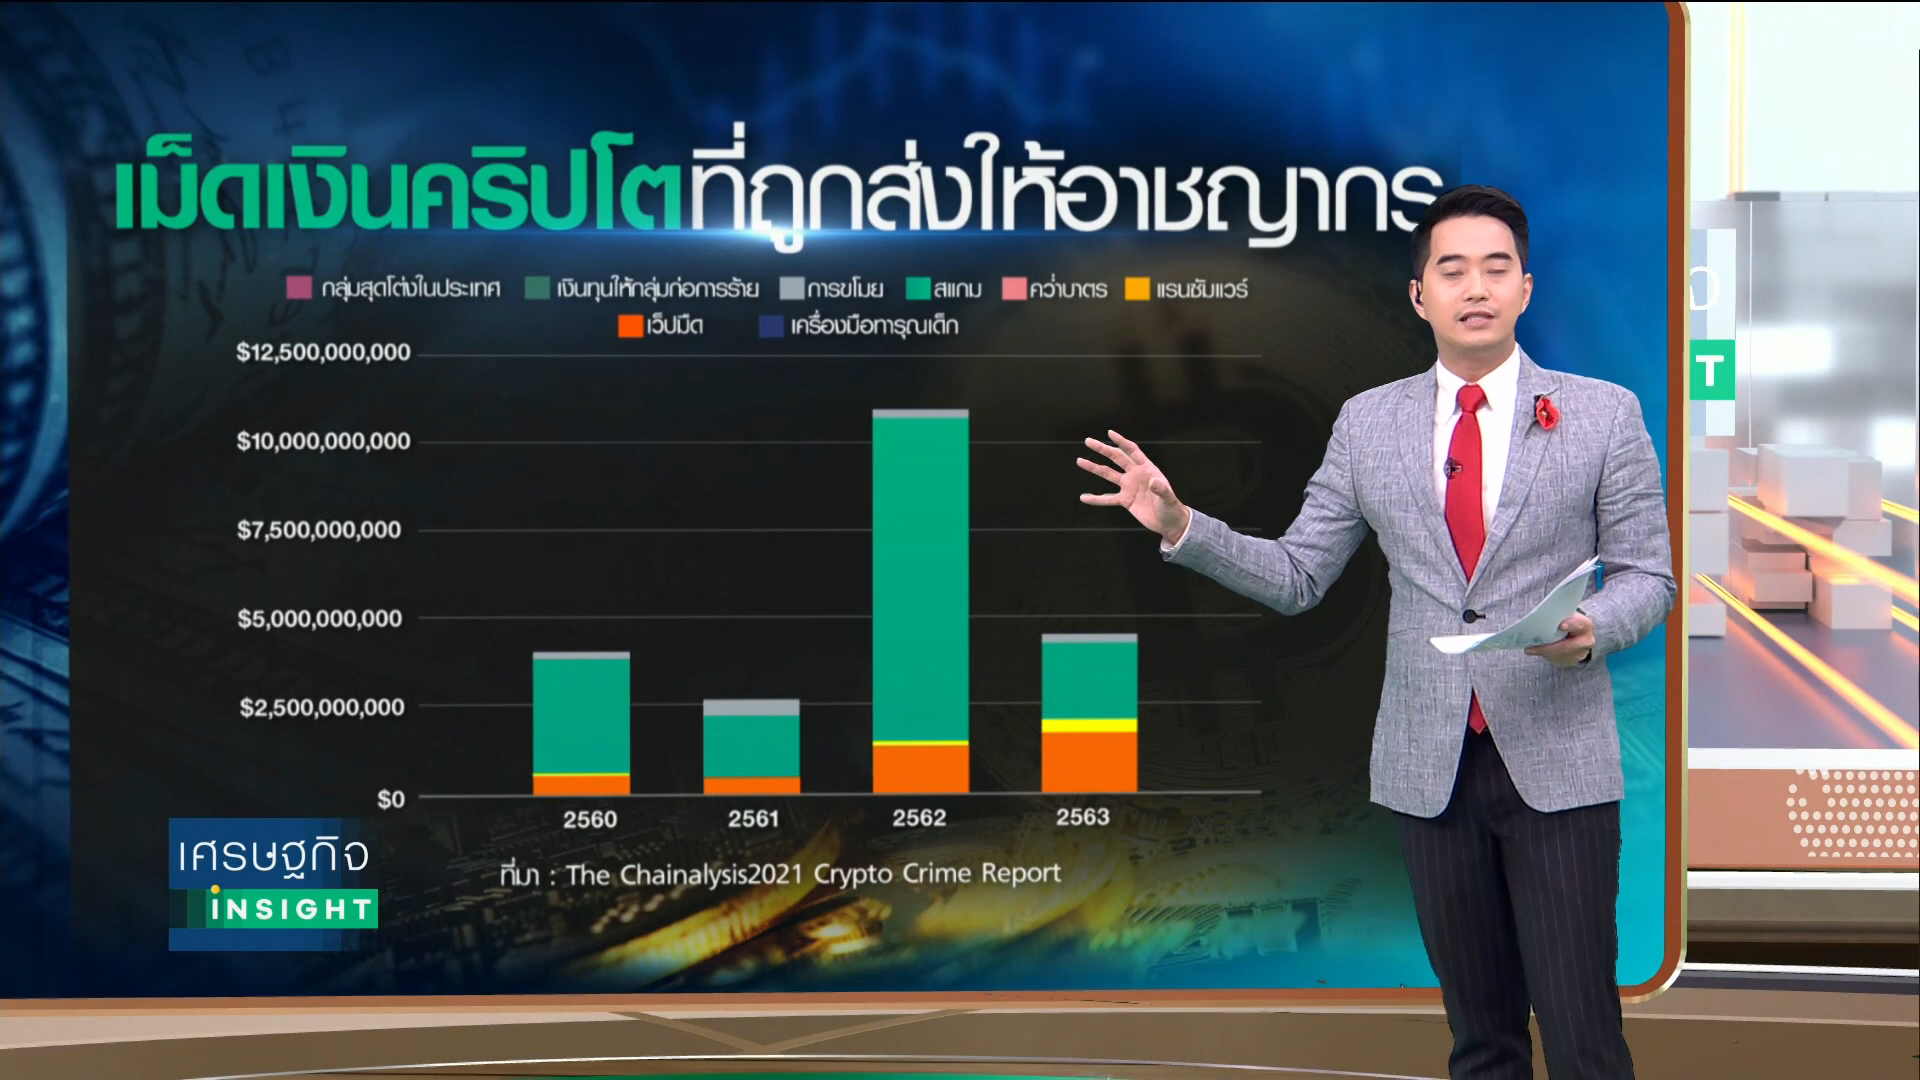 เม็ดเงินคริปโตที่ถูกส่งให้อาชญากร
กลุ่มสุดโต่งในประเทศ เงินทุนให้กลุ่มก่อการร้าย การขโมย สแกม คว่ำบาตร แรนซัมแวร์
เว็ปมืด เครื่องมือทารุณเด็ก
$12,500,000,000
$10,000,000,000
$7,500,000,000
$5,000,000,000
$2,500,000,000
$0
2560 2561 2562 2563
ที่มา : The Chainalysis2021 Crypto Crime Report
เศรษฐกิจ
INSIGHT
จ
T